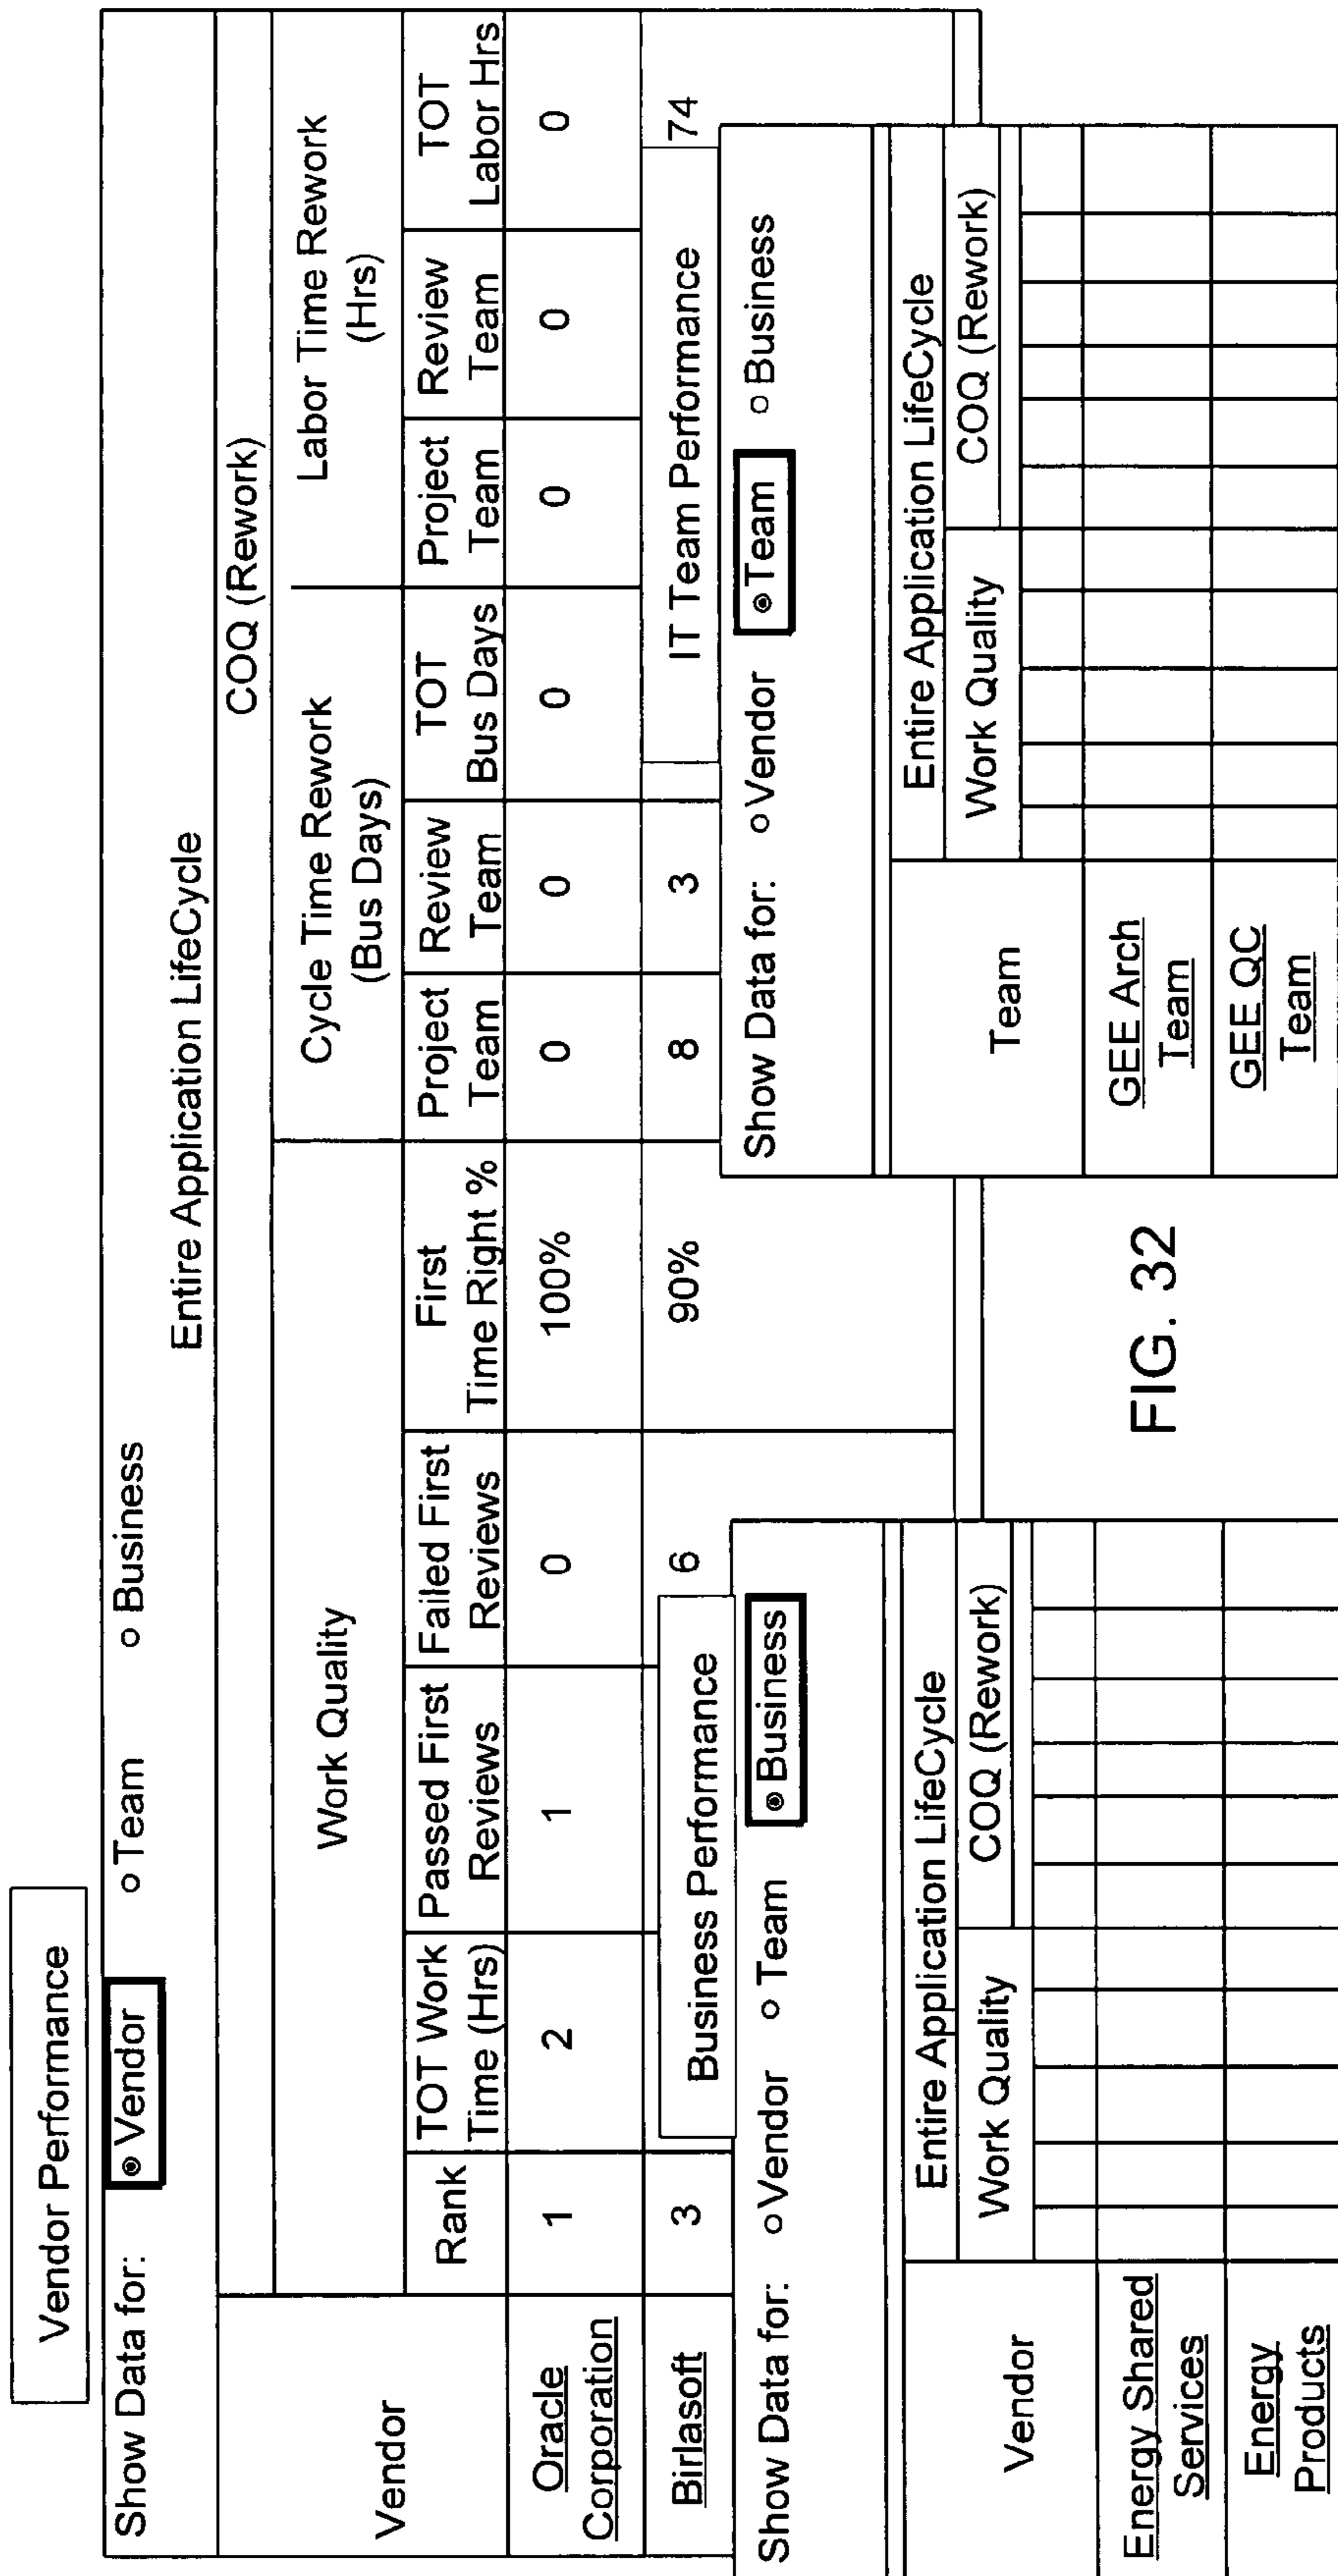 Vendor Performance
Show Data for: ⊙ Vendor o Team o Business
Entire Application LifeCycle
COQ (Rework)
Vendor
Work Quality
Cycle Time Rework
(Bus Days)
Labor Time Rework
(Hrs)
Rank
TOT Work
Time (Hrs)
Passed First
Reviews
Failed First
Reviews
First
Time Right %
Project
Team
Review
Team
TOT
Bus Days
Project
Team
Review
Team
TOT
Labor Hrs
Oracle
Corporation
1 2 1 0 100% 0 0 0 0 0 0
Birlasoft 3 6 90% 8 3 74
Business Performance
Show Data for: o Vendor o Team ⊙ Business
Entire Application LifeCycle
Vendor
Work Quality COQ (Rework)
Energy Shared
Services
Energy
Products
IT Team Performance
Show Data for: o Vendor ⊙ Team o Business
Entire Application LifeCycle
Team
Work Quality COQ (Rework)
GEE Arch
Team
GEE QC
Team
FIG. 32